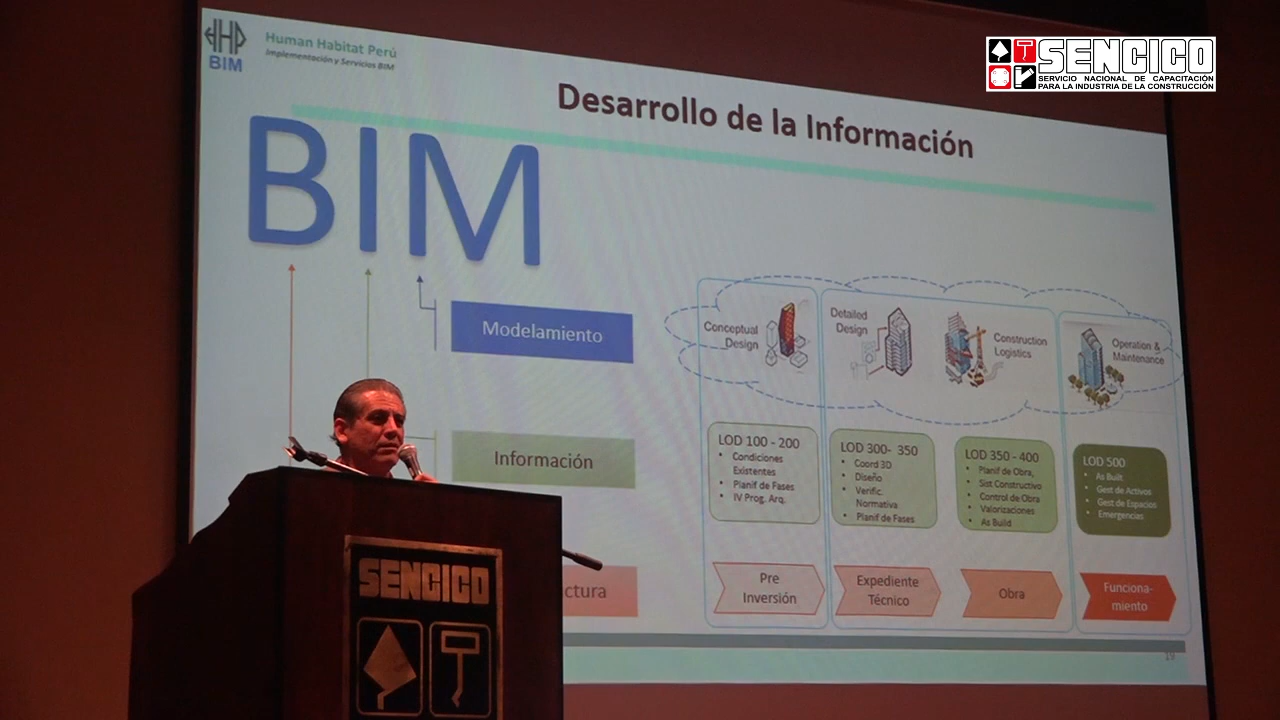 HHP
BIM
Human Habitat Perú
Implementación y Servicios BIM
SENCICO
SERVICIO NACIONAL DE CAPACITACIÓN
PARA LA INDUSTRIA DE LA CONSTRUCCIÓN
Desarrollo de la Información
BIM
Modelamiento
Información
ctura
Conceptual
Design
Detailed
Design
Construction
Logistics
Operation &
Maintenance
LOD 100 - 200
• Condiciones
Existentes
• Planif de Fases
• IV Prog. Arq.
LOD 300- 350
• Coord 3D
• Diseño
• Verific.
Normativa
• Planif de Fases
LOD 350 - 400
• Planif de Obra,
• Sist Constructivo
• Control de Obra
• Valorizaciones
• As Build
LOD 500
• As Built
• Gest de Activos
• Gest de Espacios
• Emergencias
Pre
Inversión
Expediente
Técnico
Obra
Funciona-
miento
19
SENCICO